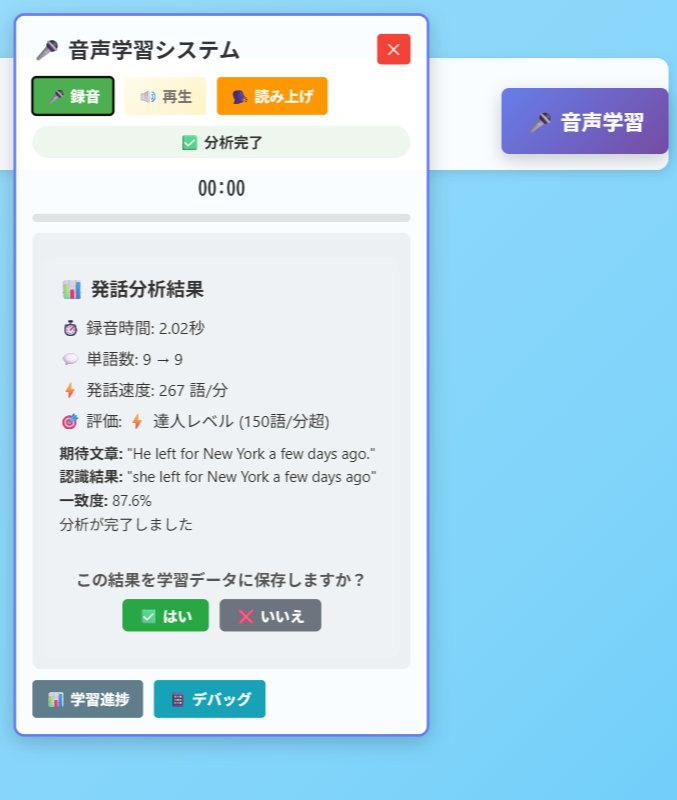 🎤 音声学習システム
🎤 録音 🔊 再生 🗣 読み上げ
✅ 分析完了
00:00
🎤 音声学習
📊 発話分析結果
⏱ 録音時間: 2.02秒
💬 単語数: 9 → 9
⚡ 発話速度: 267 語/分
🎯 評価: ⚡ 達人レベル (150語/分超)
期待文章: "He left for New York a few days ago."
認識結果: "she left for New York a few days ago"
一致度: 87.6%
分析が完了しました
この結果を学習データに保存しますか？
✅ はい ❌ いいえ
📊 学習進捗 デバッグ